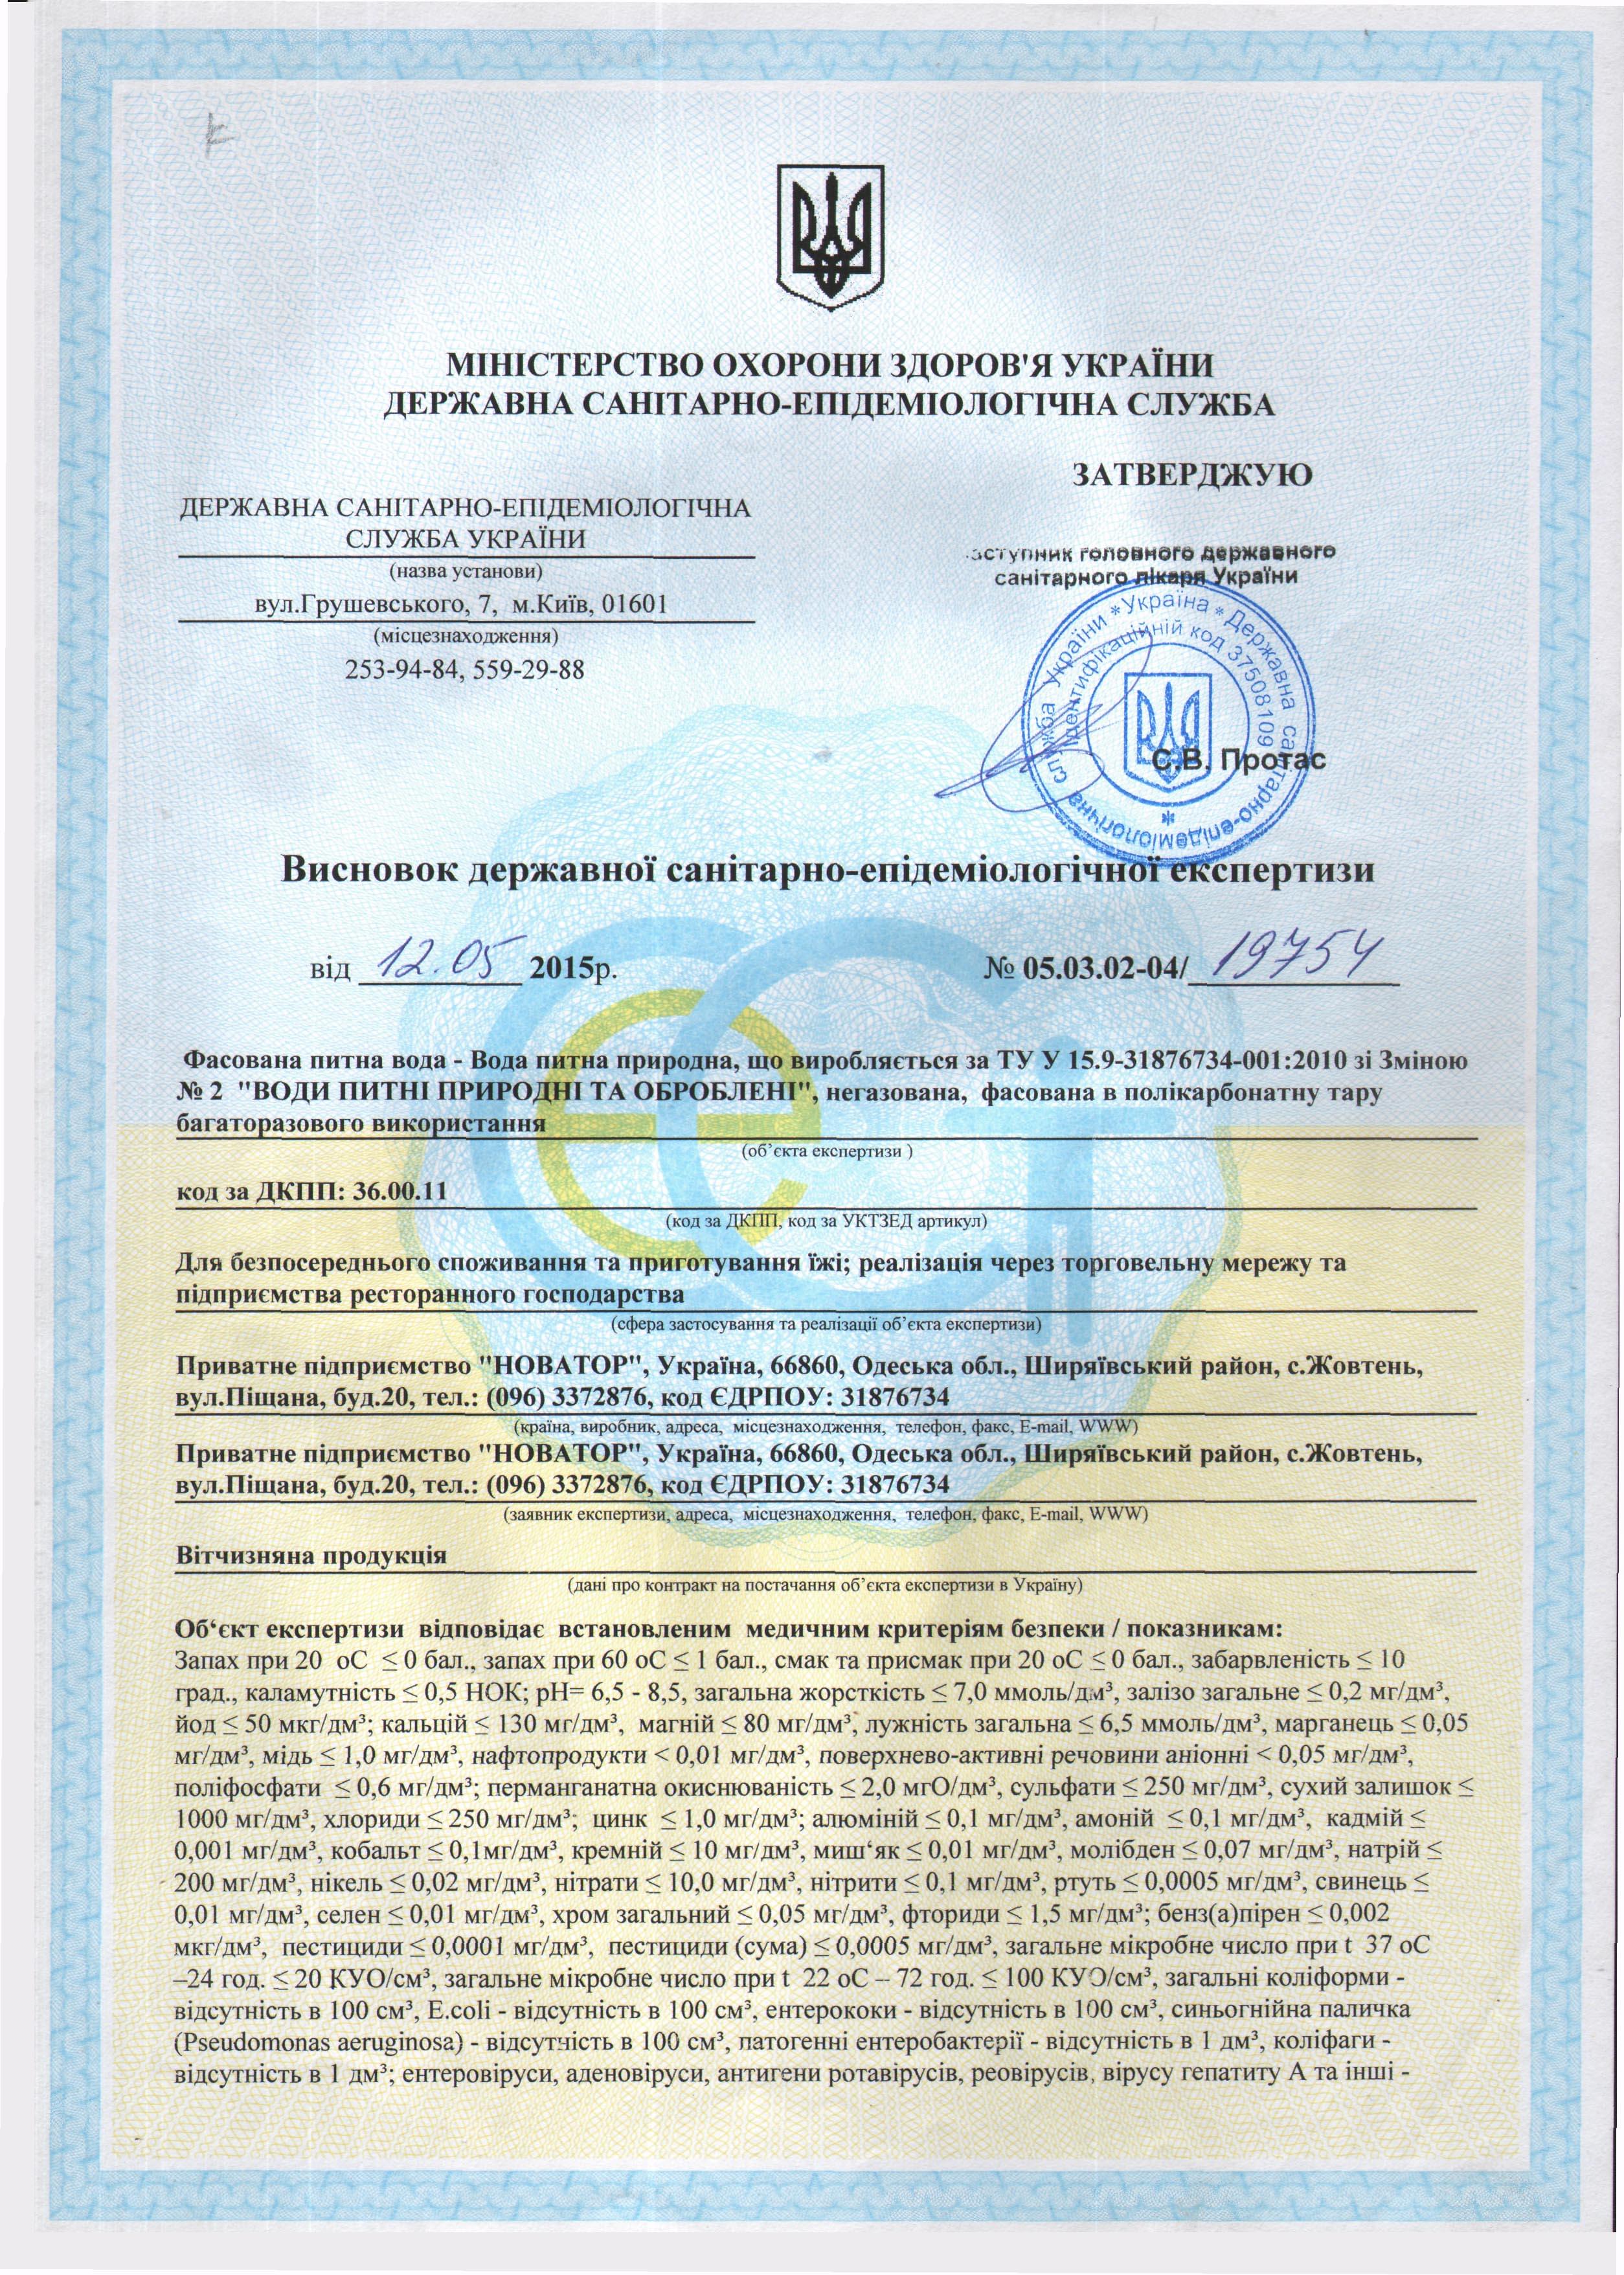 МІНІСТЕРСТВО ОХОРОНИ ЗДОРОВ'Я УКРАЇНИ
ДЕРЖАВНА САНІТАРНО-ЕПІДЕМІОЛОГІЧНА СЛУЖБА
ЗАТВЕРДЖУЮ
ДЕРЖАВНА САНІТАРНО-ЕПІДЕМІОЛОГІЧНА
СЛУЖБА УКРАЇНИ
(назва установи)
вул.Грушевського, 7, м.Київ, 01601
(місцезнаходження)
253-94-84, 559-29-88
аступник головного державного
санітарного лікаря України
Україна * Державна санітарно-епідеміологічна служба України *
Ідентифікаційній код 37508109
С.В. Протас
Висновок державної санітарно-епідеміологічної експертизи
від 12.05 2015р.
№ 05.03.02-04/ 19754
Фасована питна вода - Вода питна природна, що виробляється за ТУ У 15.9-31876734-001:2010 зі Зміною
№ 2 "ВОДИ ПИТНІ ПРИРОДНІ ТА ОБРОБЛЕНІ", негазована, фасована в полікарбонатну тару
багаторазового використання
(об’єкта експертизи )
код за ДКПП: 36.00.11
(код за ДКПП, код за УКТЗЕД артикул)
Для безпосереднього споживання та приготування їжі; реалізація через торговельну мережу та
підприємства ресторанного господарства
(сфера застосування та реалізації об’єкта експертизи)
Приватне підприємство "НОВАТОР", Україна, 66860, Одеська обл., Ширяївський район, с.Жовтень,
вул.Піщана, буд.20, тел.: (096) 3372876, код ЄДРПОУ: 31876734
(країна, виробник, адреса, місцезнаходження, телефон, факс, E-mail, WWW)
Приватне підприємство "НОВАТОР", Україна, 66860, Одеська обл., Ширяївський район, с.Жовтень,
вул.Піщана, буд.20, тел.: (096) 3372876, код ЄДРПОУ: 31876734
(заявник експертизи, адреса, місцезнаходження, телефон, факс, E-mail, WWW)
Вітчизняна продукція
(дані про контракт на постачання об’єкта експертизи в Україну)
Об‘єкт експертизи відповідає встановленим медичним критеріям безпеки / показникам:
Запах при 20 оС ≤ 0 бал., запах при 60 оС ≤ 1 бал., смак та присмак при 20 оС ≤ 0 бал., забарвленість ≤ 10
град., каламутність ≤ 0,5 НОК; рН= 6,5 - 8,5, загальна жорсткість ≤ 7,0 ммоль/дм³, залізо загальне ≤ 0,2 мг/дм³,
йод ≤ 50 мкг/дм³; кальцій ≤ 130 мг/дм³, магній ≤ 80 мг/дм³, лужність загальна ≤ 6,5 ммоль/дм³, марганець ≤ 0,05
мг/дм³, мідь ≤ 1,0 мг/дм³, нафтопродукти < 0,01 мг/дм³, поверхнево-активні речовини аніонні < 0,05 мг/дм³,
поліфосфати ≤ 0,6 мг/дм³; перманганатна окиснюваність ≤ 2,0 мгО/дм³, сульфати ≤ 250 мг/дм³, сухий залишок ≤
1000 мг/дм³, хлориди ≤ 250 мг/дм³; цинк ≤ 1,0 мг/дм³; алюміній ≤ 0,1 мг/дм³, амоній ≤ 0,1 мг/дм³, кадмій ≤
0,001 мг/дм³, кобальт ≤ 0,1мг/дм³, кремній ≤ 10 мг/дм³, миш‘як ≤ 0,01 мг/дм³, молібден ≤ 0,07 мг/дм³, натрій ≤
200 мг/дм³, нікель ≤ 0,02 мг/дм³, нітрати ≤ 10,0 мг/дм³, нітрити ≤ 0,1 мг/дм³, ртуть ≤ 0,0005 мг/дм³, свинець ≤
0,01 мг/дм³, селен ≤ 0,01 мг/дм³, хром загальний ≤ 0,05 мг/дм³, фториди ≤ 1,5 мг/дм³; бенз(а)пірен ≤ 0,002
мкг/дм³, пестициди ≤ 0,0001 мг/дм³, пестициди (сума) ≤ 0,0005 мг/дм³, загальне мікробне число при t 37 оС
–24 год. ≤ 20 КУО/см³, загальне мікробне число при t 22 оС – 72 год. ≤ 100 КУО/см³, загальні коліформи -
відсутність в 100 см³, E.coli - відсутність в 100 см³, ентерококи - відсутність в 100 см³, синьогнійна паличка
(Pseudomonas aeruginosa) - відсутність в 100 см³, патогенні ентеробактерії - відсутність в 1 дм³, коліфаги -
відсутність в 1 дм³; ентеровіруси, аденовіруси, антигени ротавірусів, реовірусів, вірусу гепатиту А та інші -